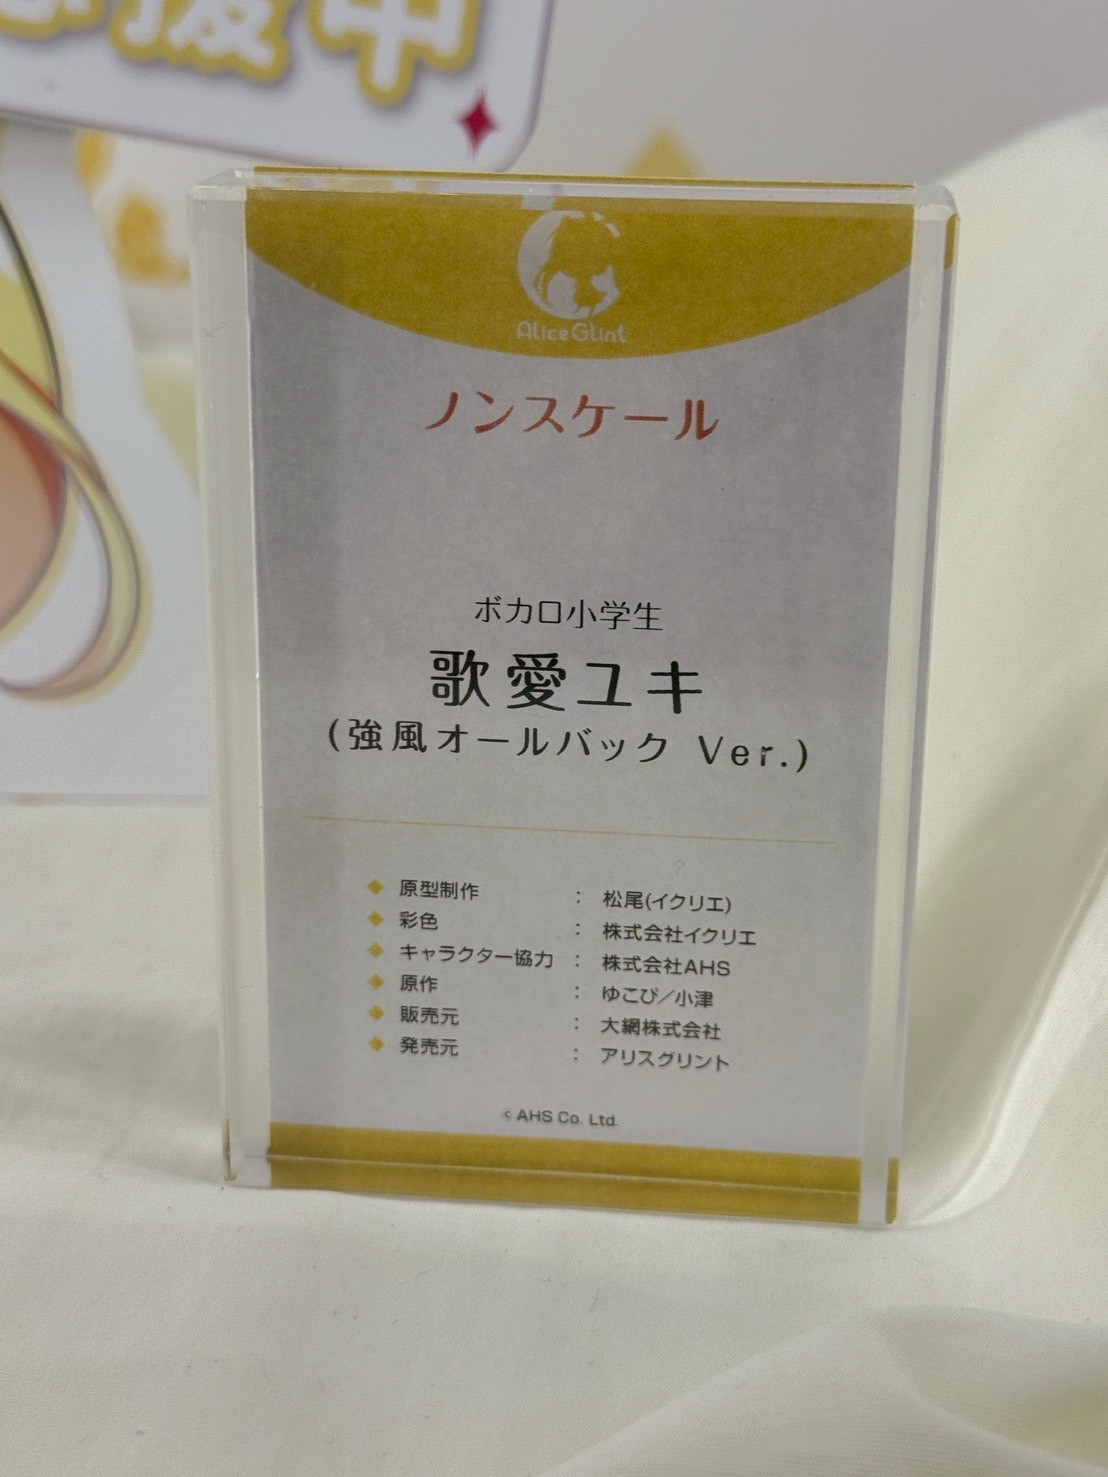 援中
AliceGlint
ノンスケール
ボカロ小学生
歌愛ユキ
(強風オールバック Ver.)
◆ 原型制作 : 松尾(イクリエ)
◆ 彩色 : 株式会社イクリエ
◆ キャラクター協力 : 株式会社AHS
◆ 原作 : ゆこぴ/小津
◆ 販売元 : 大網株式会社
◆ 発売元 : アリスグリント
© AHS Co. Ltd.